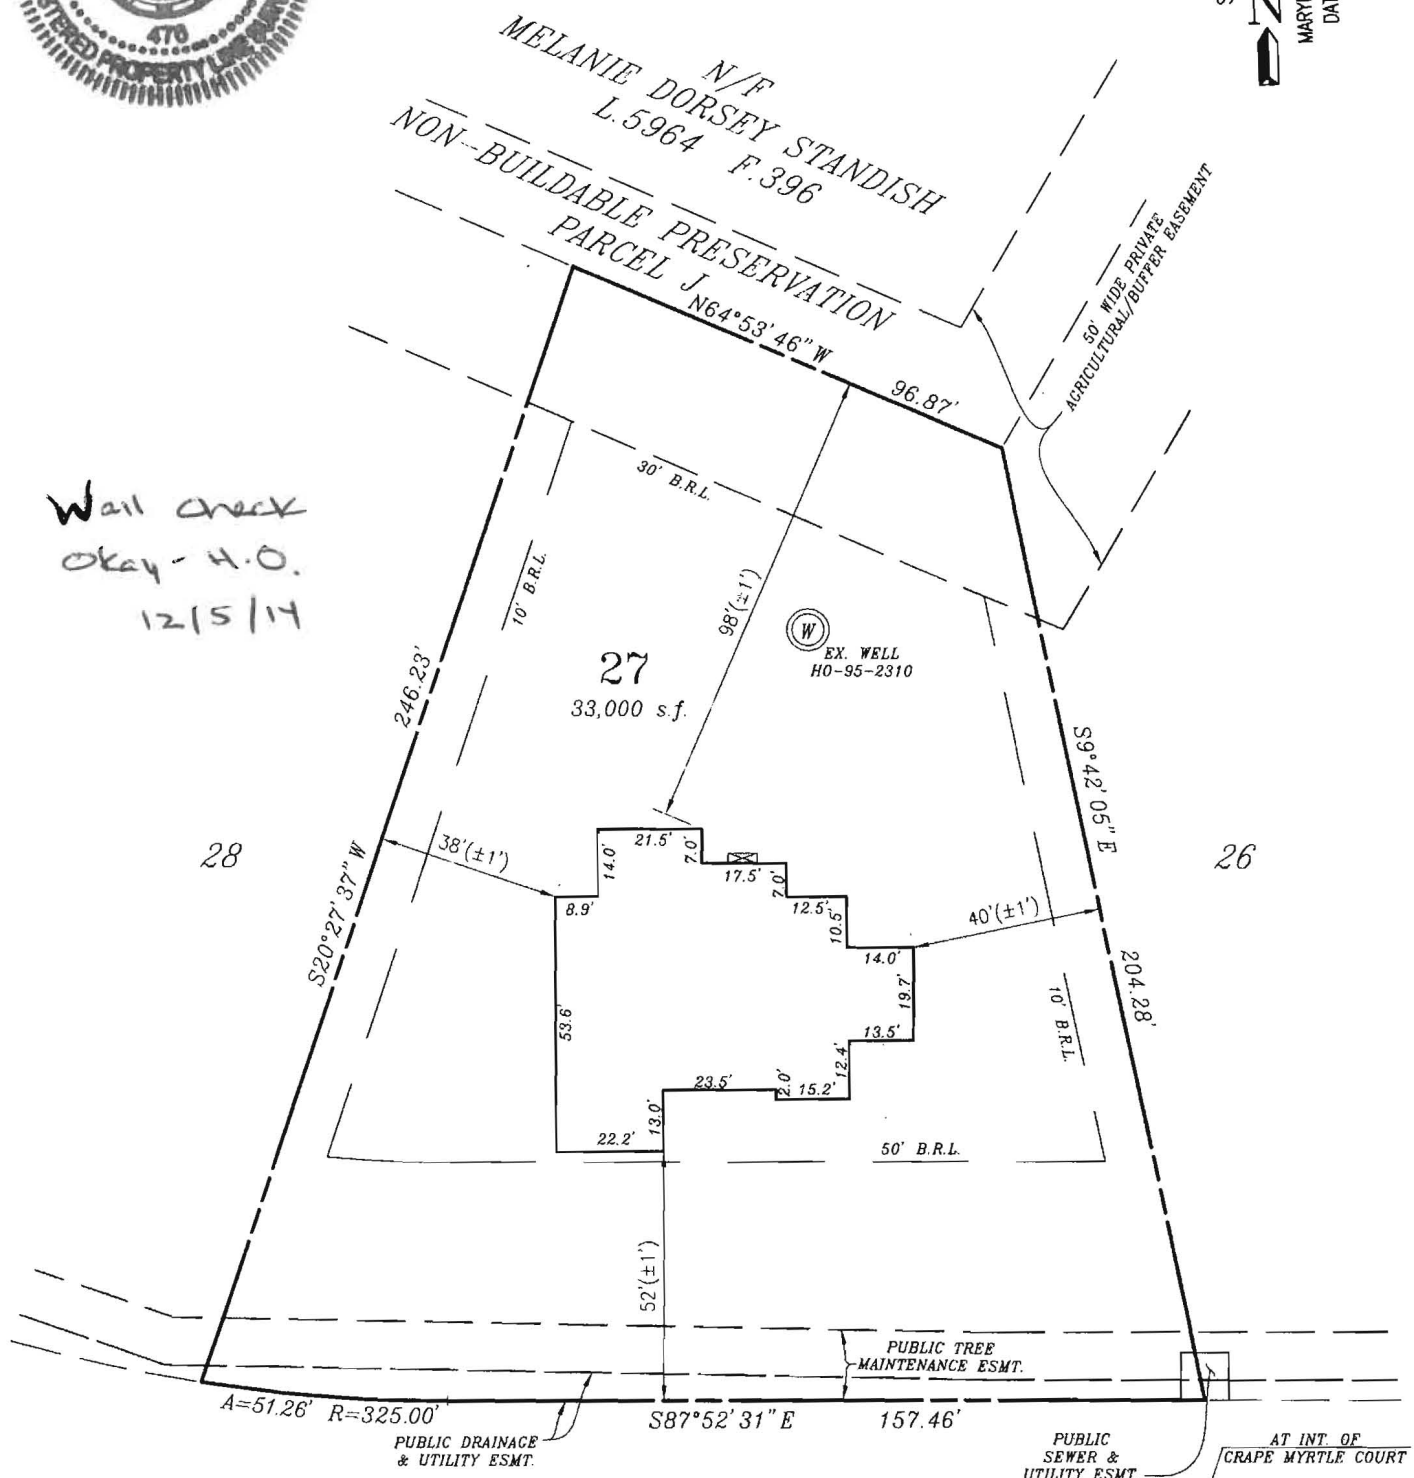 476
STERED PROPERTY LINE SURV
S
N
MARYL
DAT
N/F
MELANIE DORSEY STANDISH
L.5964 F.396
NON-BUILDABLE PRESERVATION
PARCEL J
N64°53'46"W
96.87'
50' WIDE PRIVATE
AGRICULTURAL/BUFFER EASEMENT
30' B.R.L.
Wall check
Okay - H.O.
12/5/14
10' B.R.L.
98'(±1')
W
EX. WELL
HO-95-2310
27
33,000 s.f.
246.23'
S20°27'37"W
S9°42'05"E
204.28'
28
26
38'(±1')
40'(±1')
21.5'
14.0'
7.0'
17.5'
7.0'
8.9'
12.5'
10.5'
14.0'
19.7'
13.5'
53.6'
12.4'
23.5'
2.0'
15.2'
13.0'
22.2'
10' B.R.L.
50' B.R.L.
52'(±1')
PUBLIC TREE
MAINTENANCE ESMT.
A=51.26' R=325.00'
S87°52'31"E
157.46'
PUBLIC DRAINAGE
& UTILITY ESMT.
PUBLIC
SEWER &
UTILITY ESMT
AT INT. OF
CRAPE MYRTLE COURT